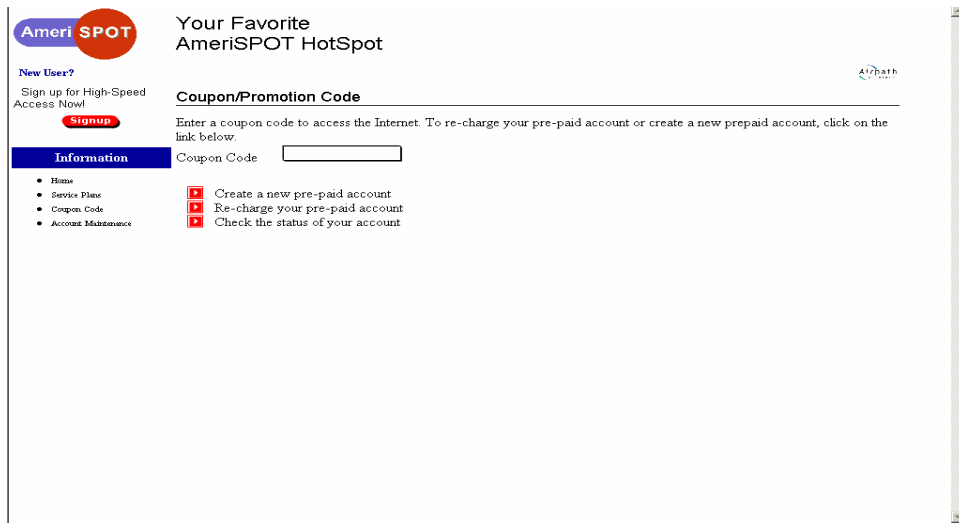 Ameri SPOT
Your Favorite
AmeriSPOT HotSpot
New User?
Sign up for High-Speed
Access Now!
Signup
Information
Home
Service Plans
Coupon Code
Account Maintenance
Airpath
Coupon/Promotion Code
Enter a coupon code to access the Internet. To re-charge your pre-paid account or create a new prepaid account, click on the
link below.
Coupon Code
Create a new pre-paid account
Re-charge your pre-paid account
Check the status of your account